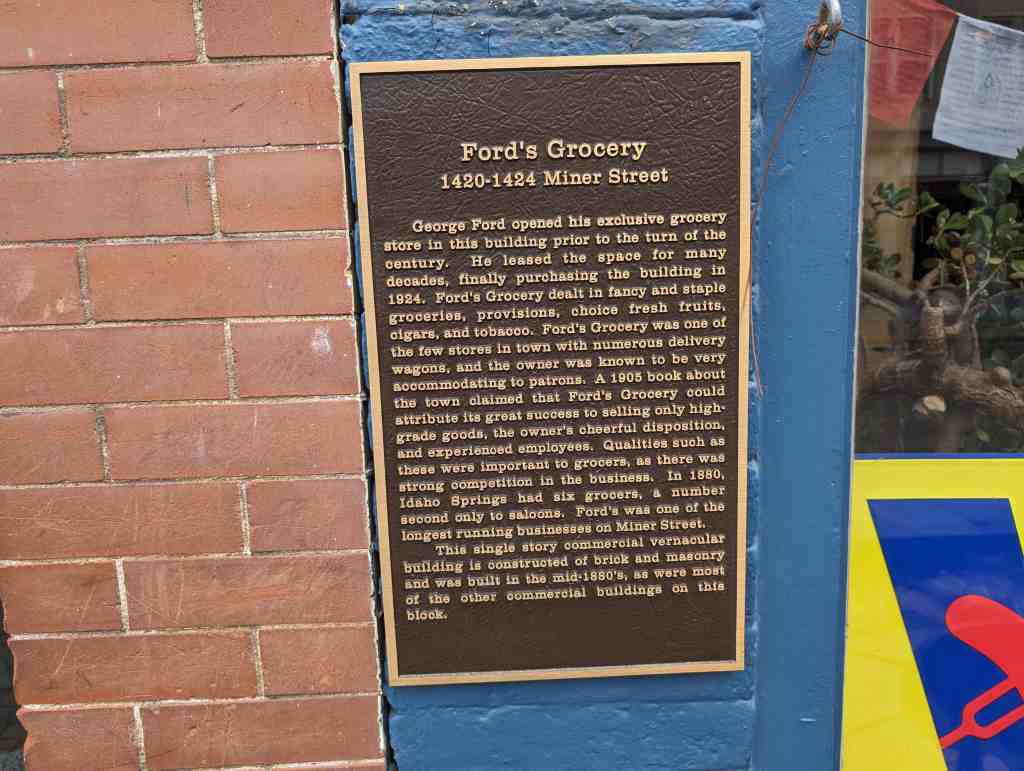 Ford's Grocery
1420-1424 Miner Street
George Ford opened his exclusive grocery
store in this building prior to the turn of the
century. He leased the space for many
decades, finally purchasing the building in
1924. Ford's Grocery dealt in fancy and staple
groceries, provisions, choice fresh fruits,
cigars, and tobacco. Ford's Grocery was one of
the few stores in town with numerous delivery
wagons, and the owner was known to be very
accommodating to patrons. A 1905 book about
the town claimed that Ford's Grocery could
attribute its great success to selling only high-
grade goods, the owner's cheerful disposition,
and experienced employees. Qualities such as
these were important to grocers, as there was
strong competition in the business. In 1880,
Idaho Springs had six grocers, a number
second only to saloons. Ford's was one of the
longest running businesses on Miner Street.
This single story commercial vernacular
building is constructed of brick and masonry
and was built in the mid-1880's, as were most
of the other commercial buildings on this
block.